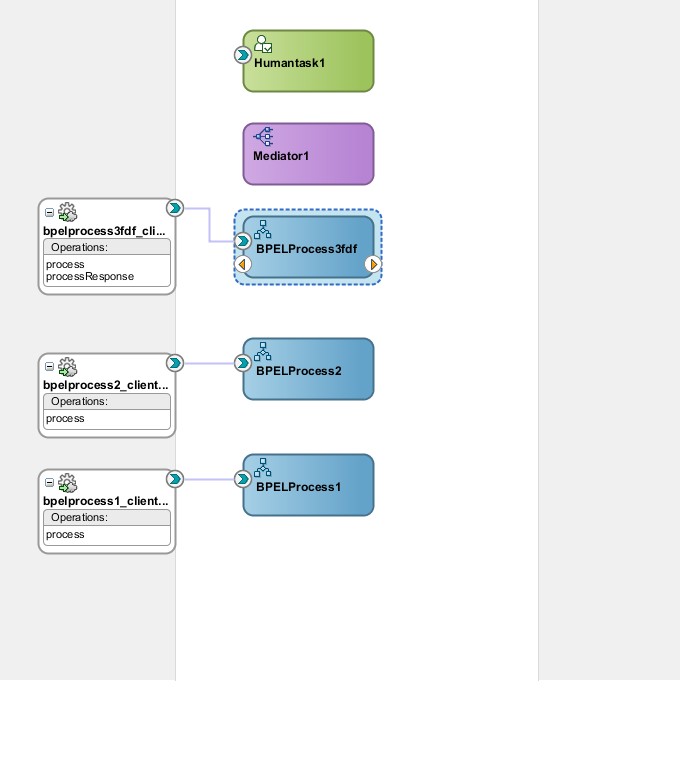 Humantask1
Mediator1
bpelprocess3fdf_cli...
Operations:
process
processResponse
BPELProcess3fdf
bpelprocess2_client...
Operations:
process
BPELProcess2
bpelprocess1_client...
Operations:
process
BPELProcess1